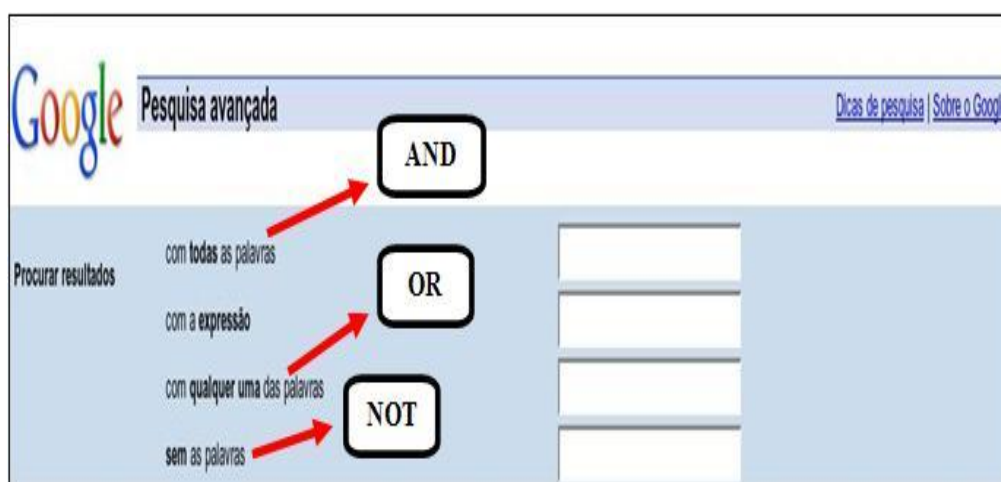 Google
Pesquisa avançada
Dicas de pesquisa | Sobre o Googl
AND
com todas as palavras
Procurar resultados
OR
com a expressão
com qualquer uma das palavras
NOT
sem as palavras